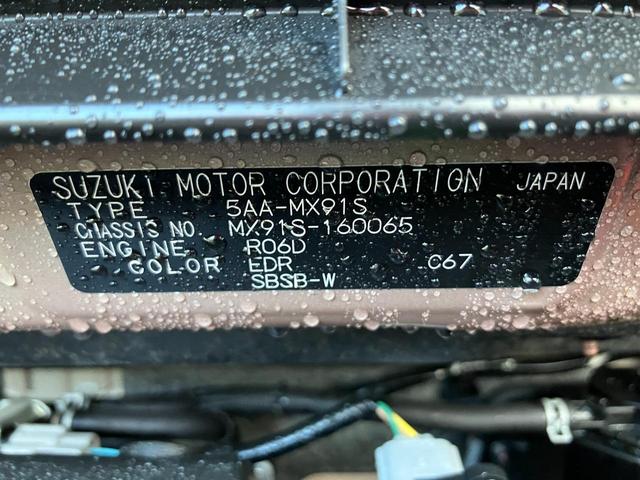 SUZUKI MOTOR CORPORATION JAPAN
TYPE 5AA-MX91S
CHASSIS NO. MX91S-160065
ENGINE R06D
COLOR EDR C67
SBSB-W